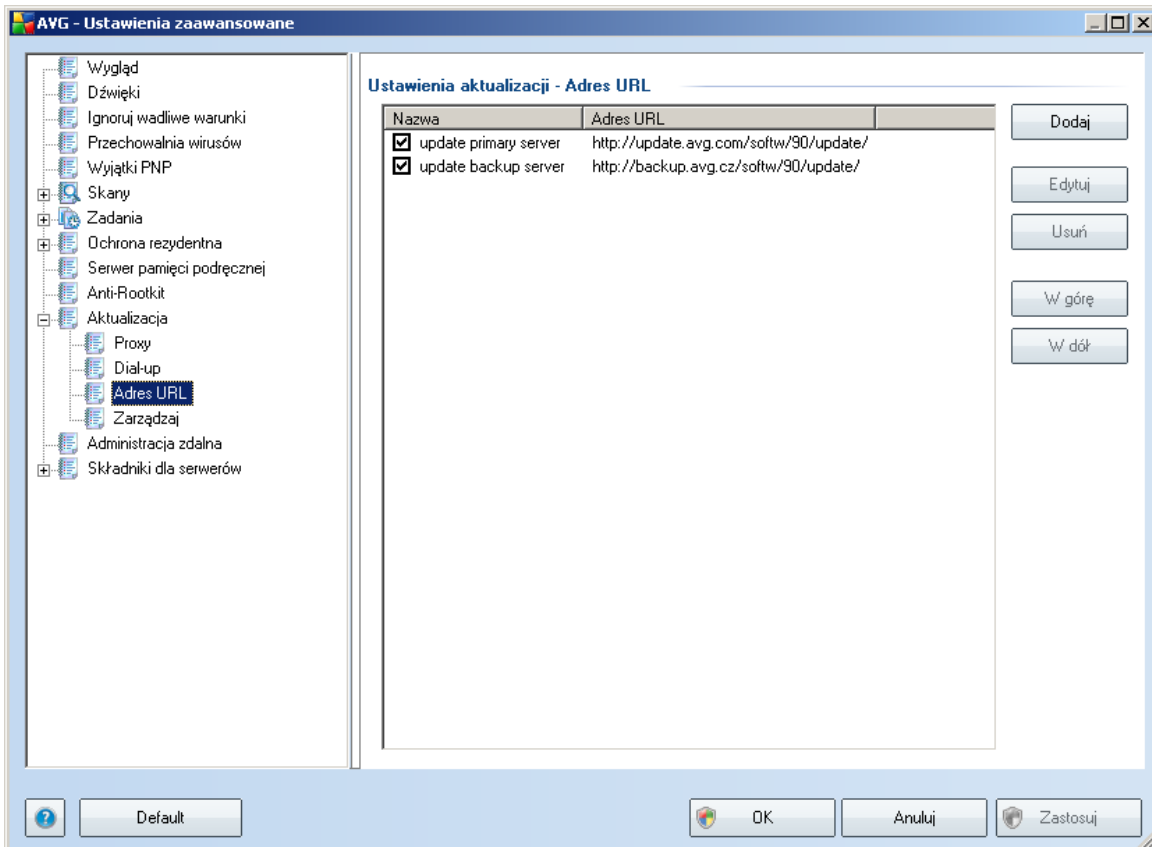 AVG - Ustawienia zaawansowane
Wygląd
Dźwięki
Ignoruj wadliwe warunki
Przechowalnia wirusów
Wyjątki PNP
Skany
Zadania
Ochrona rezydentna
Serwer pamięci podręcznej
Anti-Rootkit
Aktualizacja
Proxy
Dial-up
Adres URL
Zarządzaj
Administracja zdalna
Składniki dla serwerów
Ustawienia aktualizacji - Adres URL
Nazwa Adres URL
update primary server http://update.avg.com/softw/90/update/
update backup server http://backup.avg.cz/softw/90/update/
Dodaj
Edytuj
Usuń
W górę
W dół
? Default OK Anuluj Zastosuj